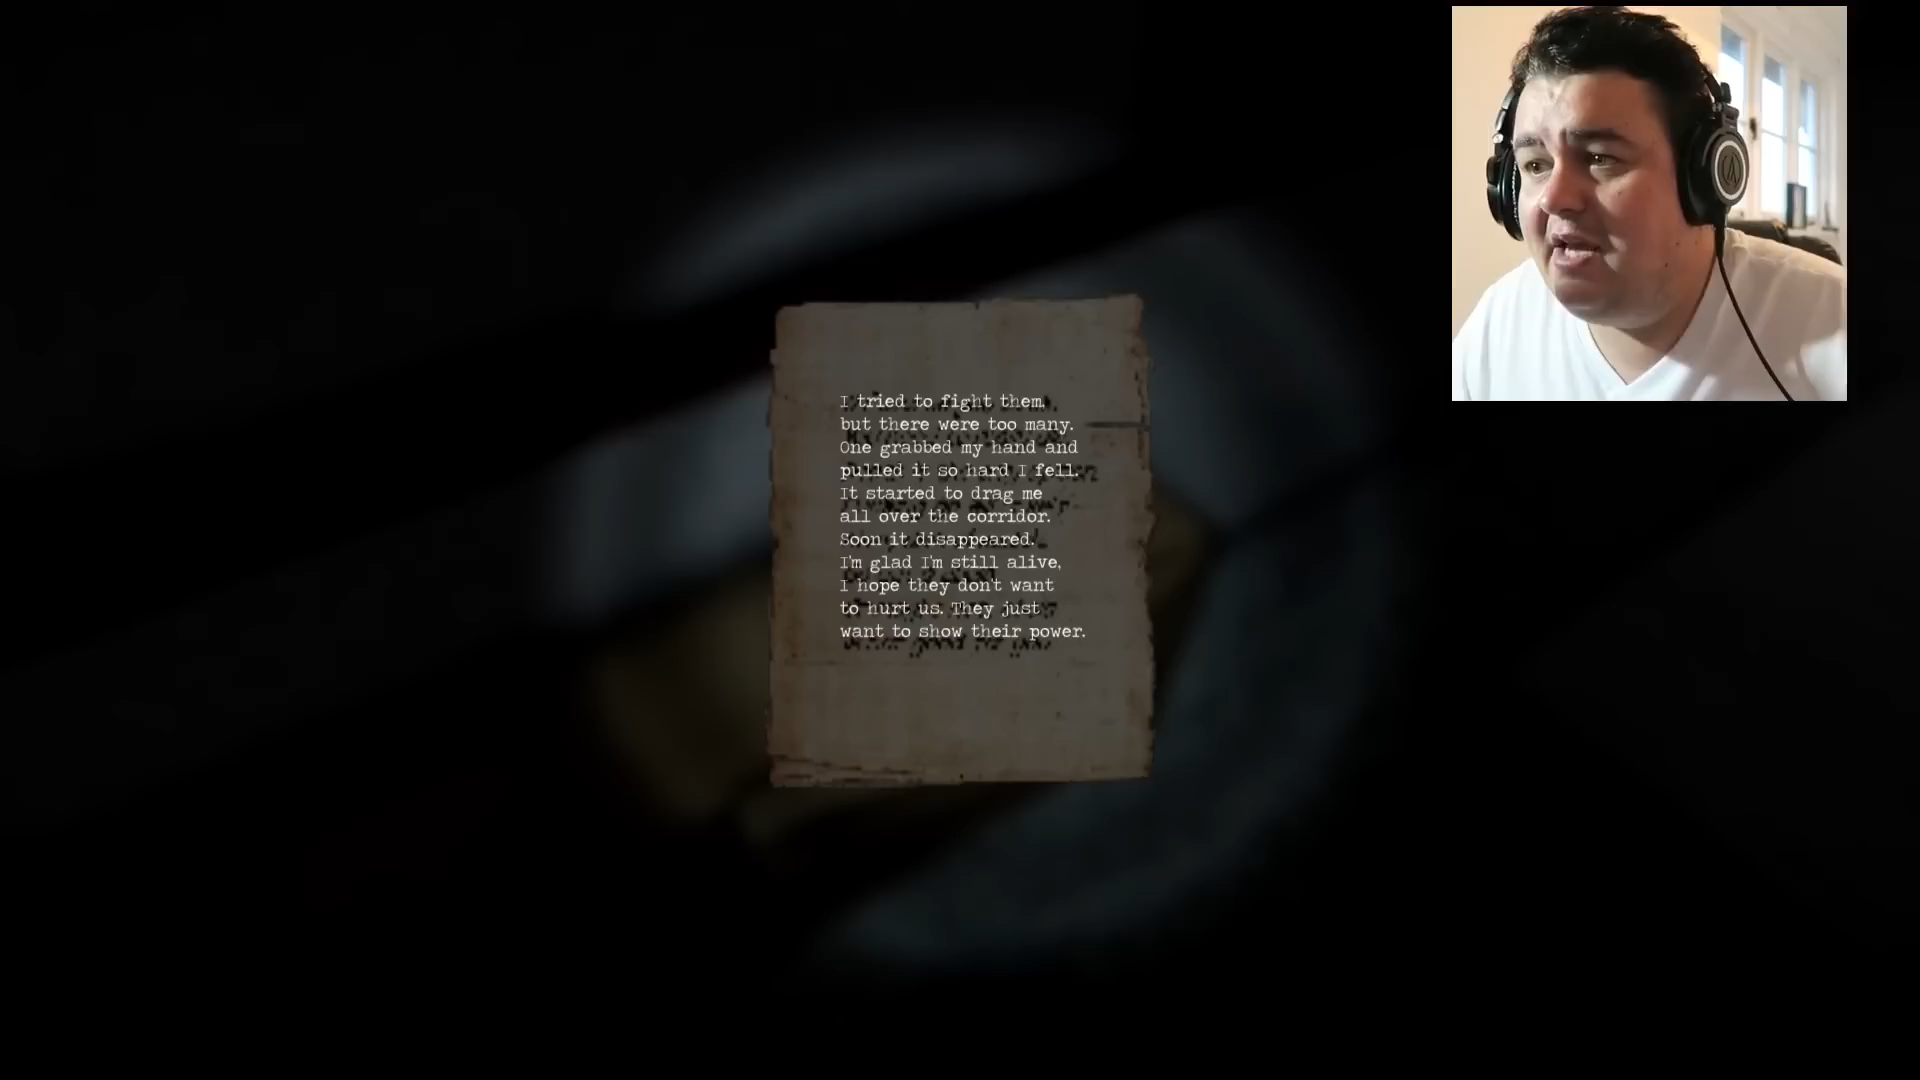 I tried to fight them.
but there were too many.
One grabbed my hand and
pulled it so hard I fell.
It started to drag me
all over the corridor.
Soon it disappeared.
I'm glad I'm still alive,
I hope they don't want
to hurt us. They just
want to show their power.